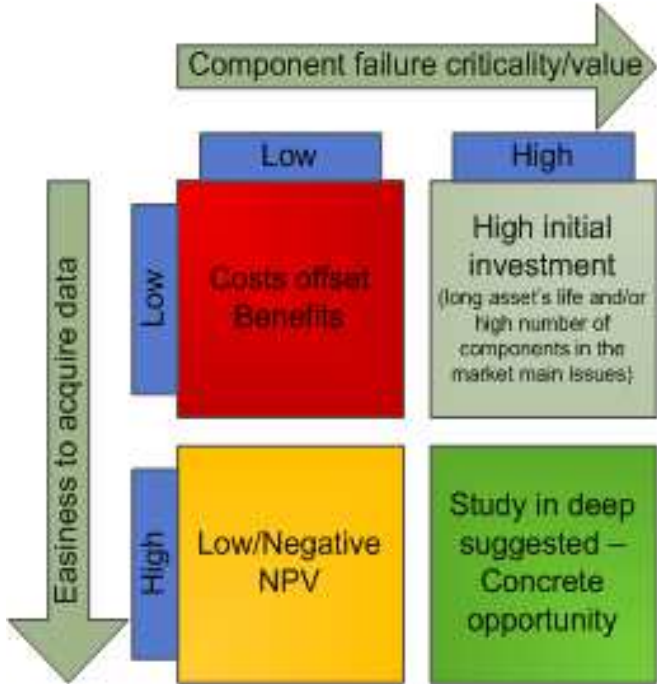 Component failure criticality/value
Low
High
Easiness to acquire data
Low
Costs offset
Benefits
High initial
investment
(long asset's life and/or
high number of
components in the
market main issues)
High
Low/Negative
NPV
Study in deep
suggested –
Concrete
opportunity